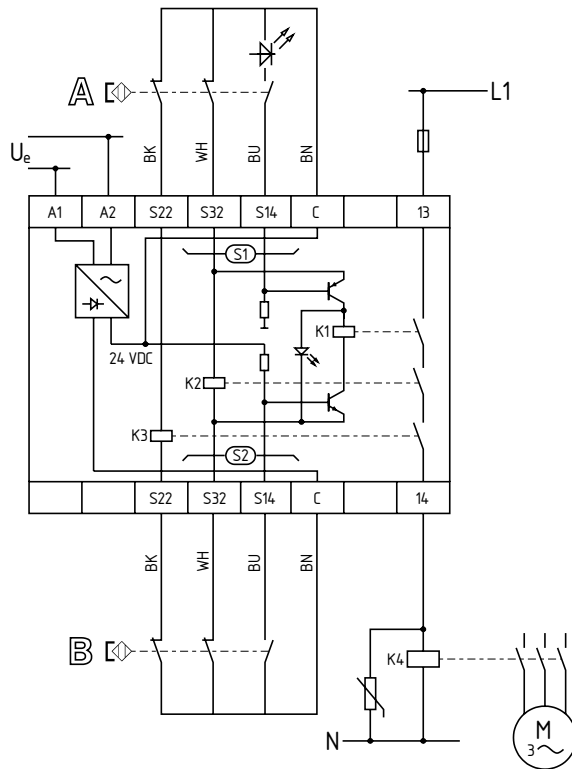 A
L1
BK
WH
BU
BN
Ue
A1 A2 S22 S32 S14 C 13
S1
K1
24 VDC
K2
K3
S2
S22 S32 S14 C 14
BK
WH
BU
BN
B
K4
N
M
3